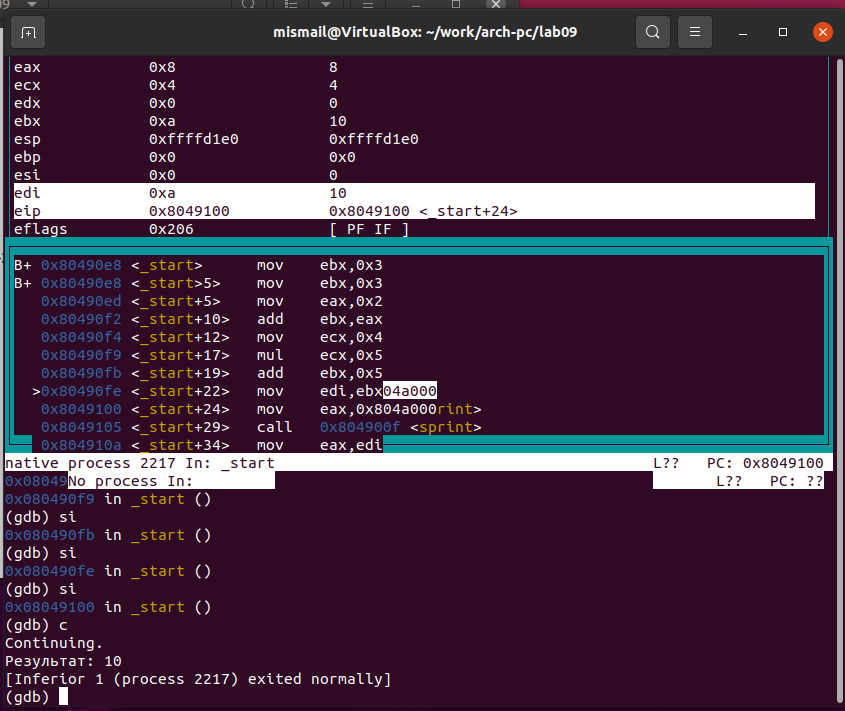 mismail@VirtualBox: ~/work/arch-pc/lab09
eax 0x8 8
ecx 0x4 4
edx 0x0 0
ebx 0xa 10
esp 0xffffd1e0 0xffffd1e0
ebp 0x0 0x0
esi 0x0 0
edi 0xa 10
eip 0x8049100 0x8049100 <_start+24>
eflags 0x206 [ PF IF ]
B+ 0x80490e8 <_start> mov ebx,0x3
B+ 0x80490e8 <_start>5> mov ebx,0x3
0x80490ed <_start+5> mov eax,0x2
0x80490f2 <_start+10> add ebx,eax
0x80490f4 <_start+12> mov ecx,0x4
0x80490f9 <_start+17> mul ecx,0x5
0x80490fb <_start+19> add ebx,0x5
>0x80490fe <_start+22> mov edi,ebx04a000
0x8049100 <_start+24> mov eax,0x804a000rint>
0x8049105 <_start+29> call 0x804900f <sprint>
0x804910a <_start+34> mov eax,edi
native process 2217 In: _start L?? PC: 0x8049100
0x08049No process In: L?? PC: ??
0x080490f9 in _start ()
(gdb) si
0x080490fb in _start ()
(gdb) si
0x080490fe in _start ()
(gdb) si
0x08049100 in _start ()
(gdb) c
Continuing.
Результат: 10
[Inferior 1 (process 2217) exited normally]
(gdb)